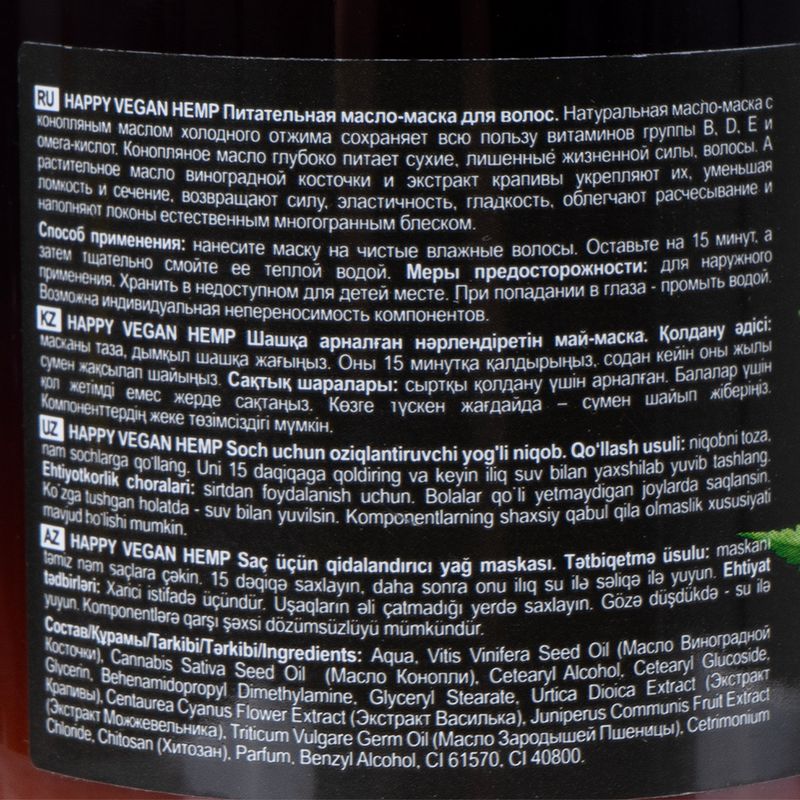 RU HAPPY VEGAN HEMP Питательная масло-маска для волос. Натуральная масло-маска с
конопляным маслом холодного отжима сохраняет всю пользу витаминов группы B, D, E и
омега-кислот. Конопляное масло глубоко питает сухие, лишенные жизненной силы, волосы. А
растительное масло виноградной косточки и экстракт крапивы укрепляют их, уменьшая
ломкость и сечение, возвращают силу, эластичность, гладкость, облегчают расчесывание и
наполняют локоны естественным многогранным блеском.
Способ применения: нанесите маску на чистые влажные волосы. Оставьте на 15 минут, а
затем тщательно смойте ее теплой водой. Меры предосторожности: для наружного
применения. Хранить в недоступном для детей месте. При попадании в глаза - промыть водой.
Возможна индивидуальная непереносимость компонентов.
KZ HAPPY VEGAN HEMP Шашқа арналған нәрлендіретін май-маска. Қолдану әдісі:
масканы таза, дымқыл шашқа жағыңыз. Оны 15 минутқа қалдырыңыз, содан кейін оны жылы
сумен жақсылап шайыңыз. Сақтық шаралары: сыртқы қолдану үшін арналған. Балалар үшін
қол жетімді емес жерде сақтаңыз. Көзге түскен жағдайда – сумен шайып жіберіңіз.
Компоненттердің жеке төзімсіздігі мүмкін.
UZ HAPPY VEGAN HEMP Soch uchun oziqlantiruvchi yog'li niqob. Qo'llash usuli: niqobni toza,
nam sochlarga qo'llang. Uni 15 daqiqaga qoldiring va keyin iliq suv bilan yaxshilab yuvib tashlang.
Ehtiyotkorlik choralari: sirtdan foydalanish uchun. Bolalar qo`li yetmaydigan joylarda saqlansin.
Ko`zga tushgan holatda - suv bilan yuvilsin. Komponentlarning shaxsiy qabul qila olmaslik xususiyati
mavjud bo'lishi mumkin.
AZ HAPPY VEGAN HEMP Saç üçün qidalandırıcı yağ maskası. Tətbiqetmə üsulu: maskanı
təmiz nəm saçlara çəkin. 15 dəqiqə saxlayın, daha sonra onu ilıq su ilə səliqə ilə yuyun. Ehtiyat
tədbirləri: Xarici istifadə üçündür. Uşaqların əli çatmadığı yerdə saxlayın. Gözə düşdükdə - su ilə
yuyun. Komponentlərə qarşı şəxsi dözümsüzlüyü mümkündür.
Состав/Құрамы/Tarkibi/Tərkibi/Ingredients: Aqua, Vitis Vinifera Seed Oil (Масло Виноградной
Косточки), Cannabis Sativa Seed Oil (Масло Конопли), Cetearyl Alcohol, Cetearyl Glucoside,
Glycerin, Behenamidopropyl Dimethylamine, Glyceryl Stearate, Urtica Dioica Extract (Экстракт
Крапивы), Centaurea Cyanus Flower Extract (Экстракт Василька), Juniperus Communis Fruit Extract
(Экстракт Можжевельника), Triticum Vulgare Germ Oil (Масло Зародышей Пшеницы), Cetrimonium
Chloride, Chitosan (Хитозан), Parfum, Benzyl Alcohol, CI 61570, CI 40800.